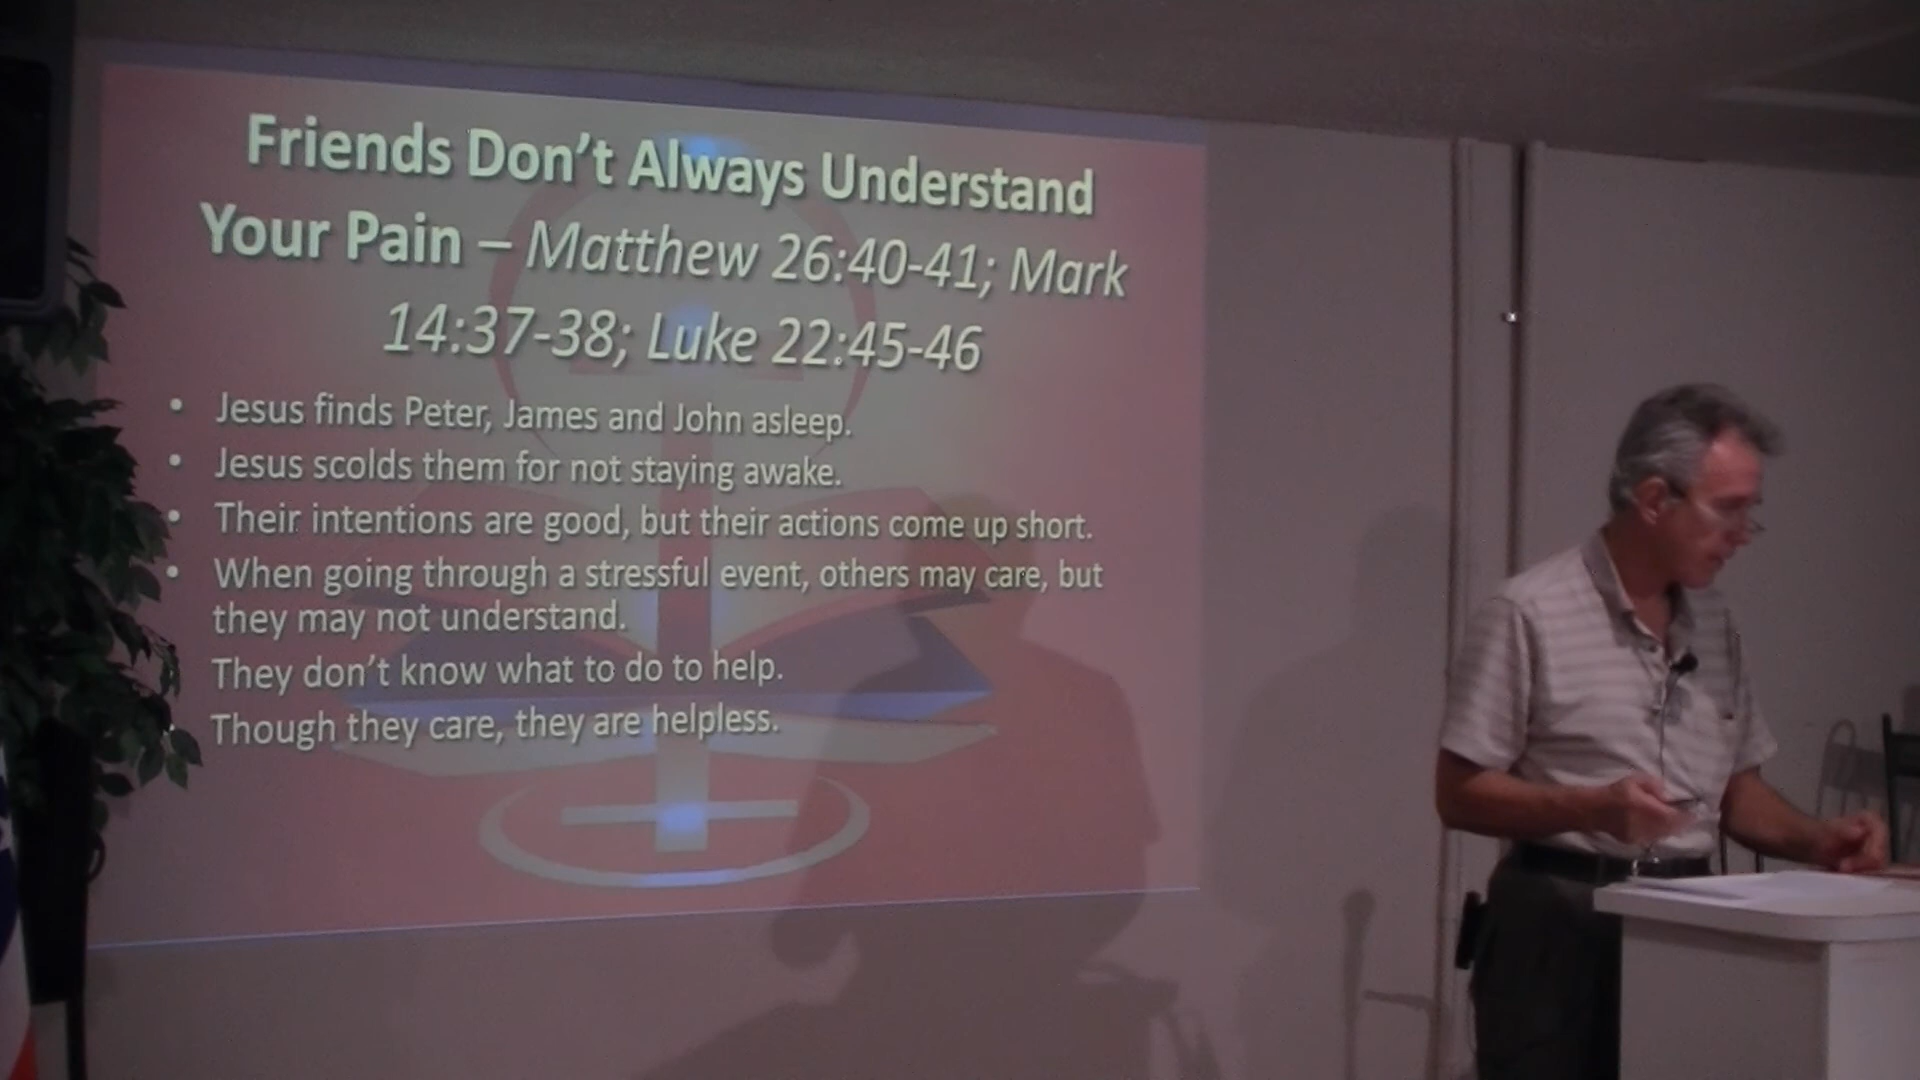 Friends Don’t Always Understand
Your Pain – Matthew 26:40-41; Mark
14:37-38; Luke 22:45-46
• Jesus finds Peter, James and John asleep.
• Jesus scolds them for not staying awake.
• Their intentions are good, but their actions come up short.
• When going through a stressful event, others may care, but
they may not understand.
They don’t know what to do to help.
Though they care, they are helpless.